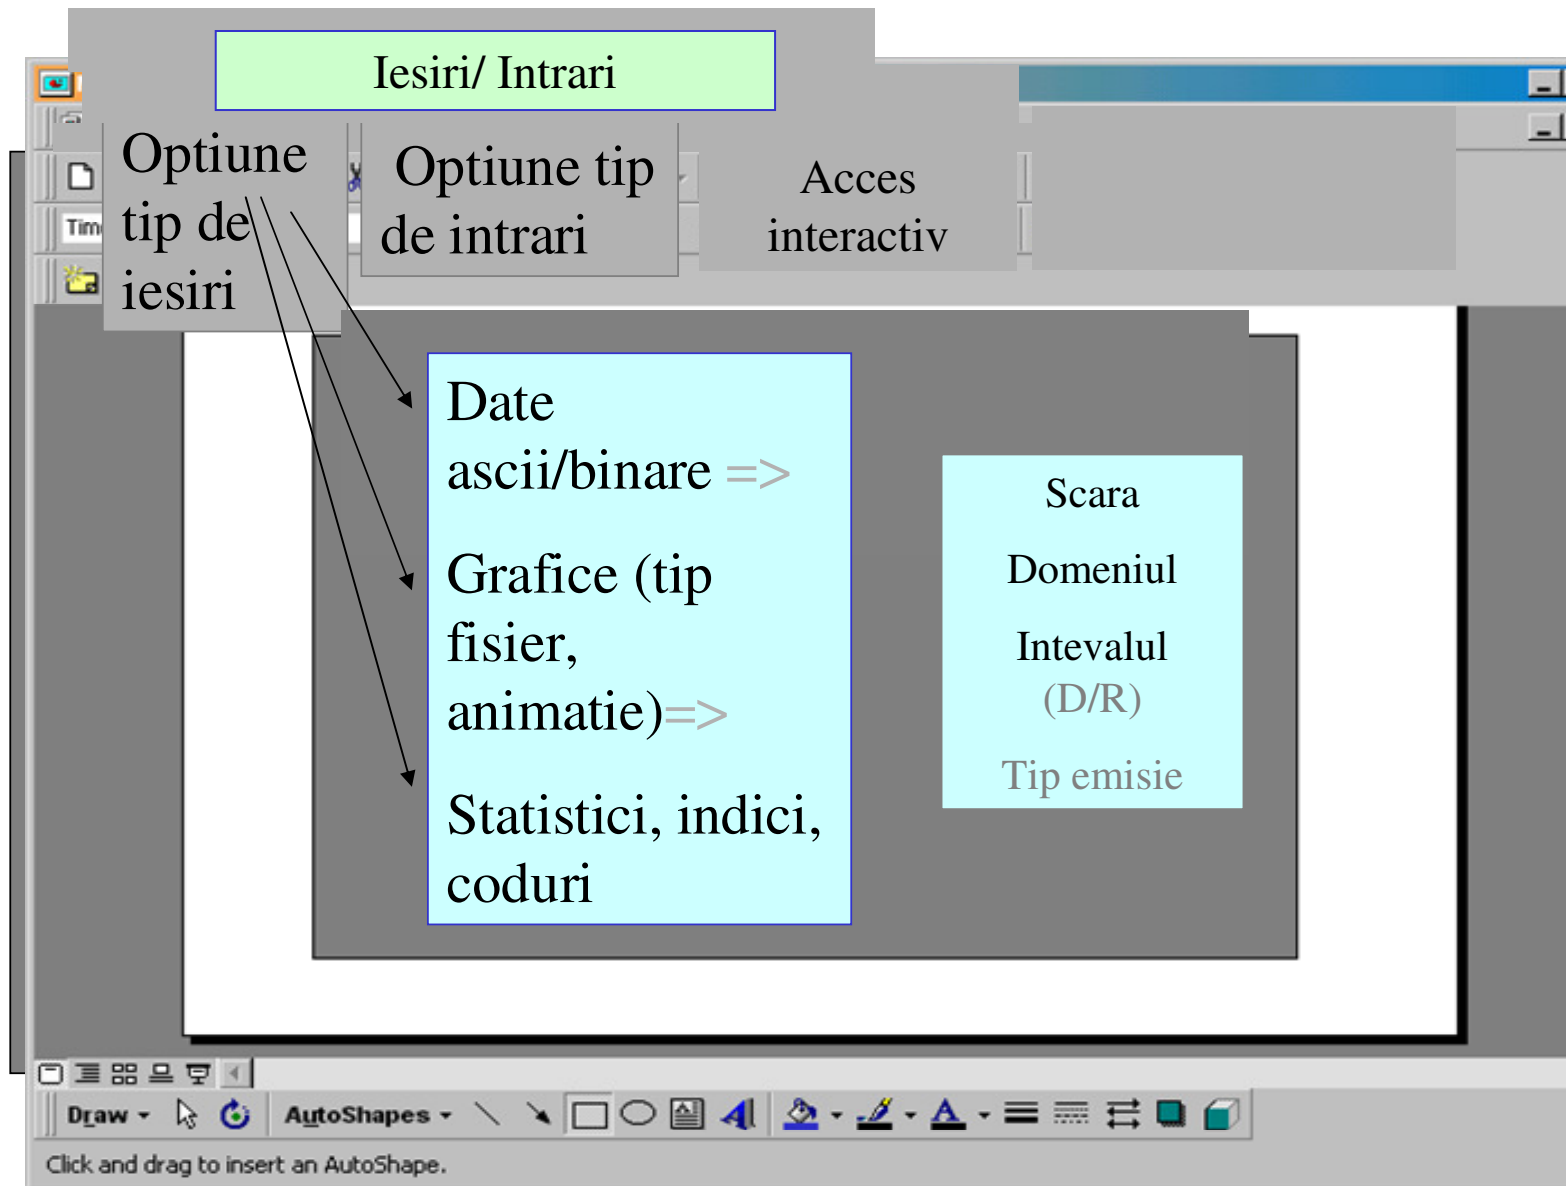 Iesiri/ Intrari
Optiune
tip de
iesiri
Optiune tip
de intrari
Acces
interactiv
Date
ascii/binare =>
Grafice (tip
fisier,
animatie)=>
Statistici, indici,
coduri
Scara
Domeniul
Intevalul
(D/R)
Tip emisie
Draw
AutoShapes
Click and drag to insert an AutoShape.